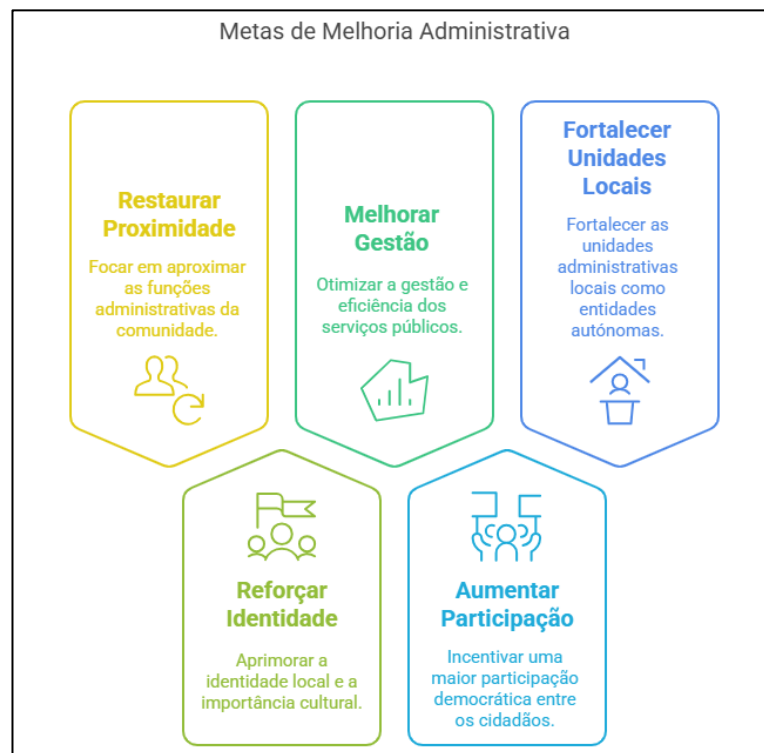 Metas de Melhoria Administrativa
Restaurar
Proximidade
Focar em aproximar
as funções
administrativas da
comunidade.
Melhorar
Gestão
Otimizar a gestão e
eficiência dos
serviços públicos.
Fortalecer
Unidades
Locais
Fortalecer as
unidades
administrativas
locais como
entidades
autónomas.
Reforçar
Identidade
Aprimorar a
identidade local e a
importância cultural.
Aumentar
Participação
Incentivar uma
maior participação
democrática entre
os cidadãos.